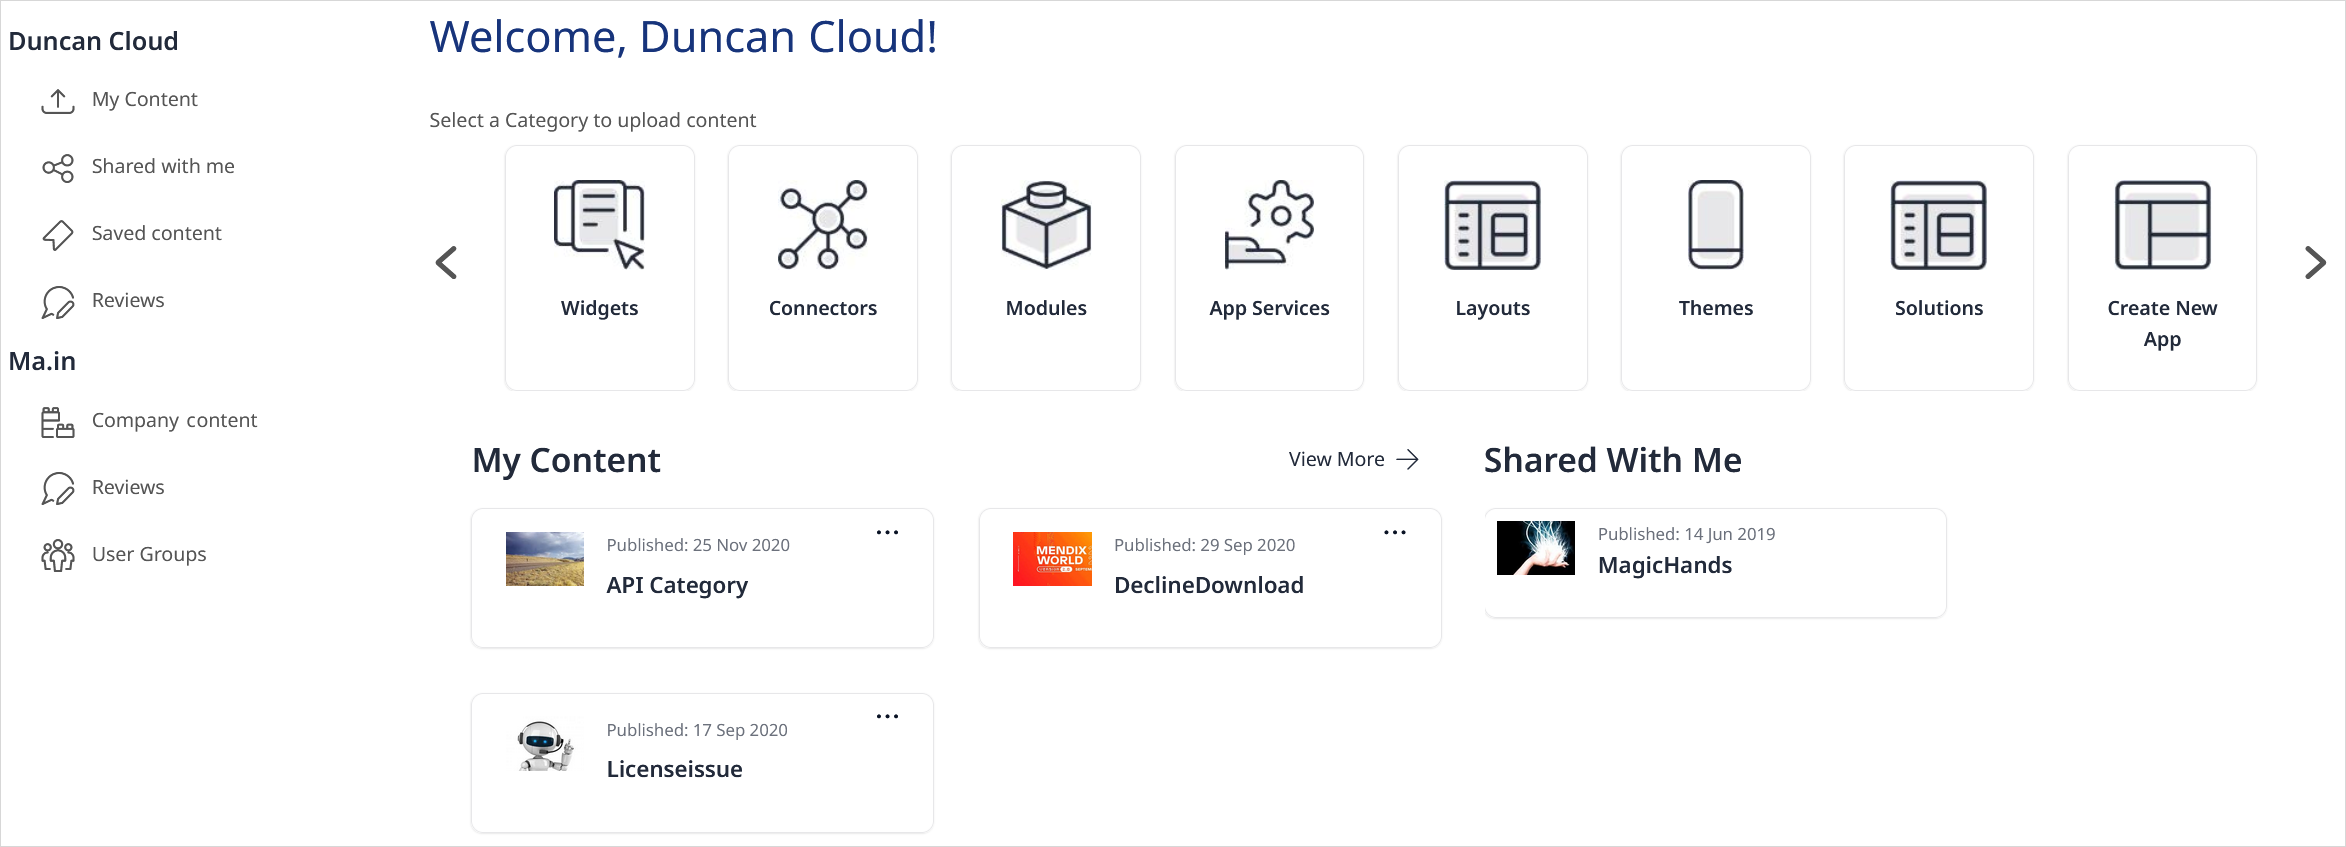 Duncan Cloud
My Content
Shared with me
Saved content
Reviews
Ma.in
Company content
Reviews
User Groups
Welcome, Duncan Cloud!
Select a Category to upload content
Widgets
Connectors
Modules
App Services
Layouts
Themes
Solutions
Create New
App
My Content
View More
Published: 25 Nov 2020
API Category
MENDIX
WORLD
Published: 29 Sep 2020
DeclineDownload
Published: 17 Sep 2020
Licenseissue
Shared With Me
Published: 14 Jun 2019
MagicHands